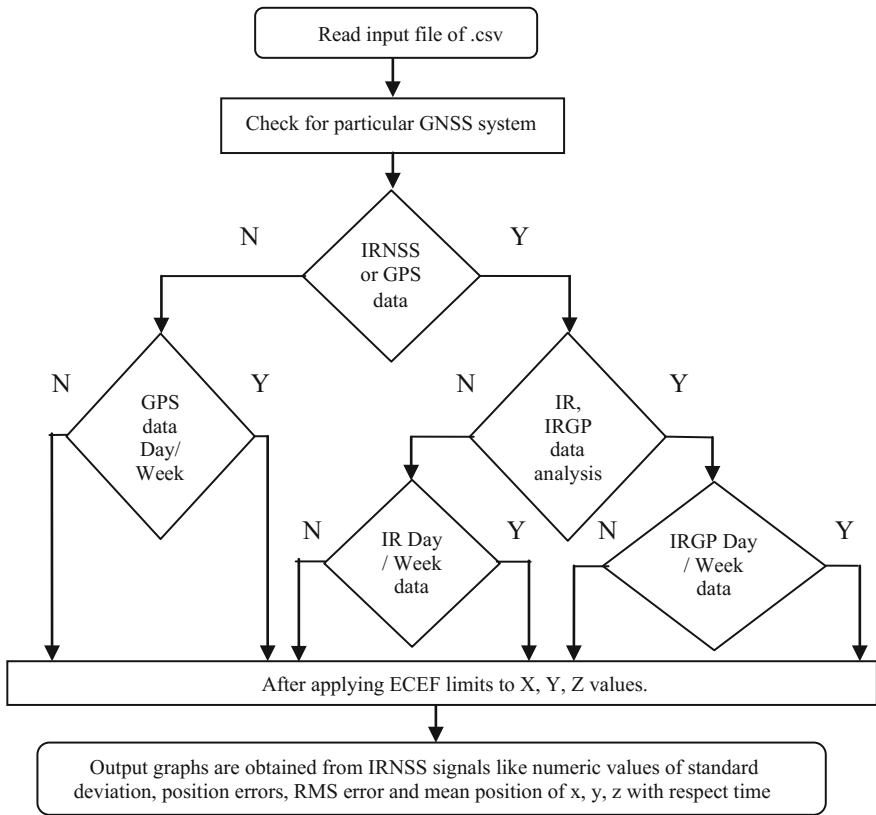 Read input file of .csv
Check for particular GNSS system
N
Y
IRNSS
or GPS
data
N
Y
N
Y
GPS
data
Day/
Week
IR,
IRGP
data
analysis
N
Y
N
Y
IR Day
/ Week
data
IRGP Day
/ Week
data
After applying ECEF limits to X, Y, Z values.
Output graphs are obtained from IRNSS signals like numeric values of standard
deviation, position errors, RMS error and mean position of x, y, z with respect time